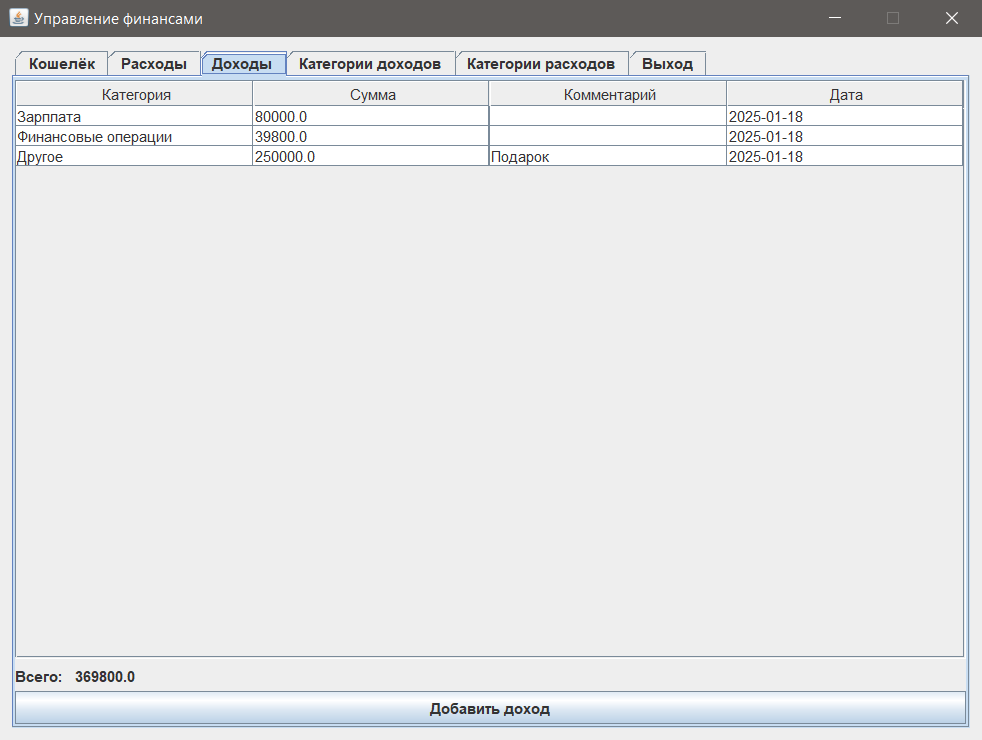 Управление финансами
Кошелёк Расходы Доходы Категории доходов Категории расходов Выход
Категория Сумма Комментарий Дата
Зарплата 80000.0 2025-01-18
Финансовые операции 39800.0 2025-01-18
Другое 250000.0 Подарок 2025-01-18
Всего: 369800.0
Добавить доход